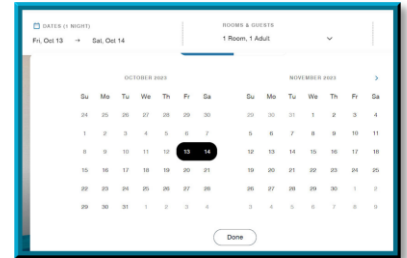 DATES (1 NIGHT)
ROOMS & GUESTS
Fri, Oct 13 → Sat, Oct 14
1 Room, 1 Adult
OCTOBER 2023
NOVEMBER 2023
Su Mo Tu We Th Fr Sa
Su Mo Tu We Th Fr Sa
24 25 26 27 28 29 30
29 30 31 1 2 3 4
1 2 3 4 5 6 7
5 6 7 8 9 10 11
8 9 10 11 12 13 14
12 13 14 15 16 17 18
15 16 17 18 19 20 21
19 20 21 22 23 24 25
22 23 24 25 26 27 28
26 27 28 29 30 1 2
29 30 31 1 2 3 4
3 4 5 6 7 8 9
Done